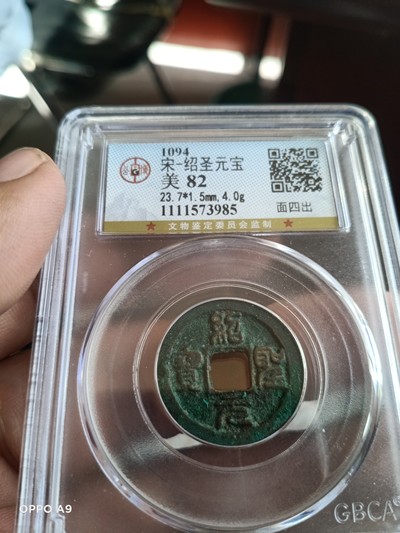 1094
宋-绍圣元宝
美 82
23.7*1.5mm,4.0g
1111573985
面四出
★ 文物鉴定委员会监制 ★
紹聖元寶
GBCA
OPPO A9